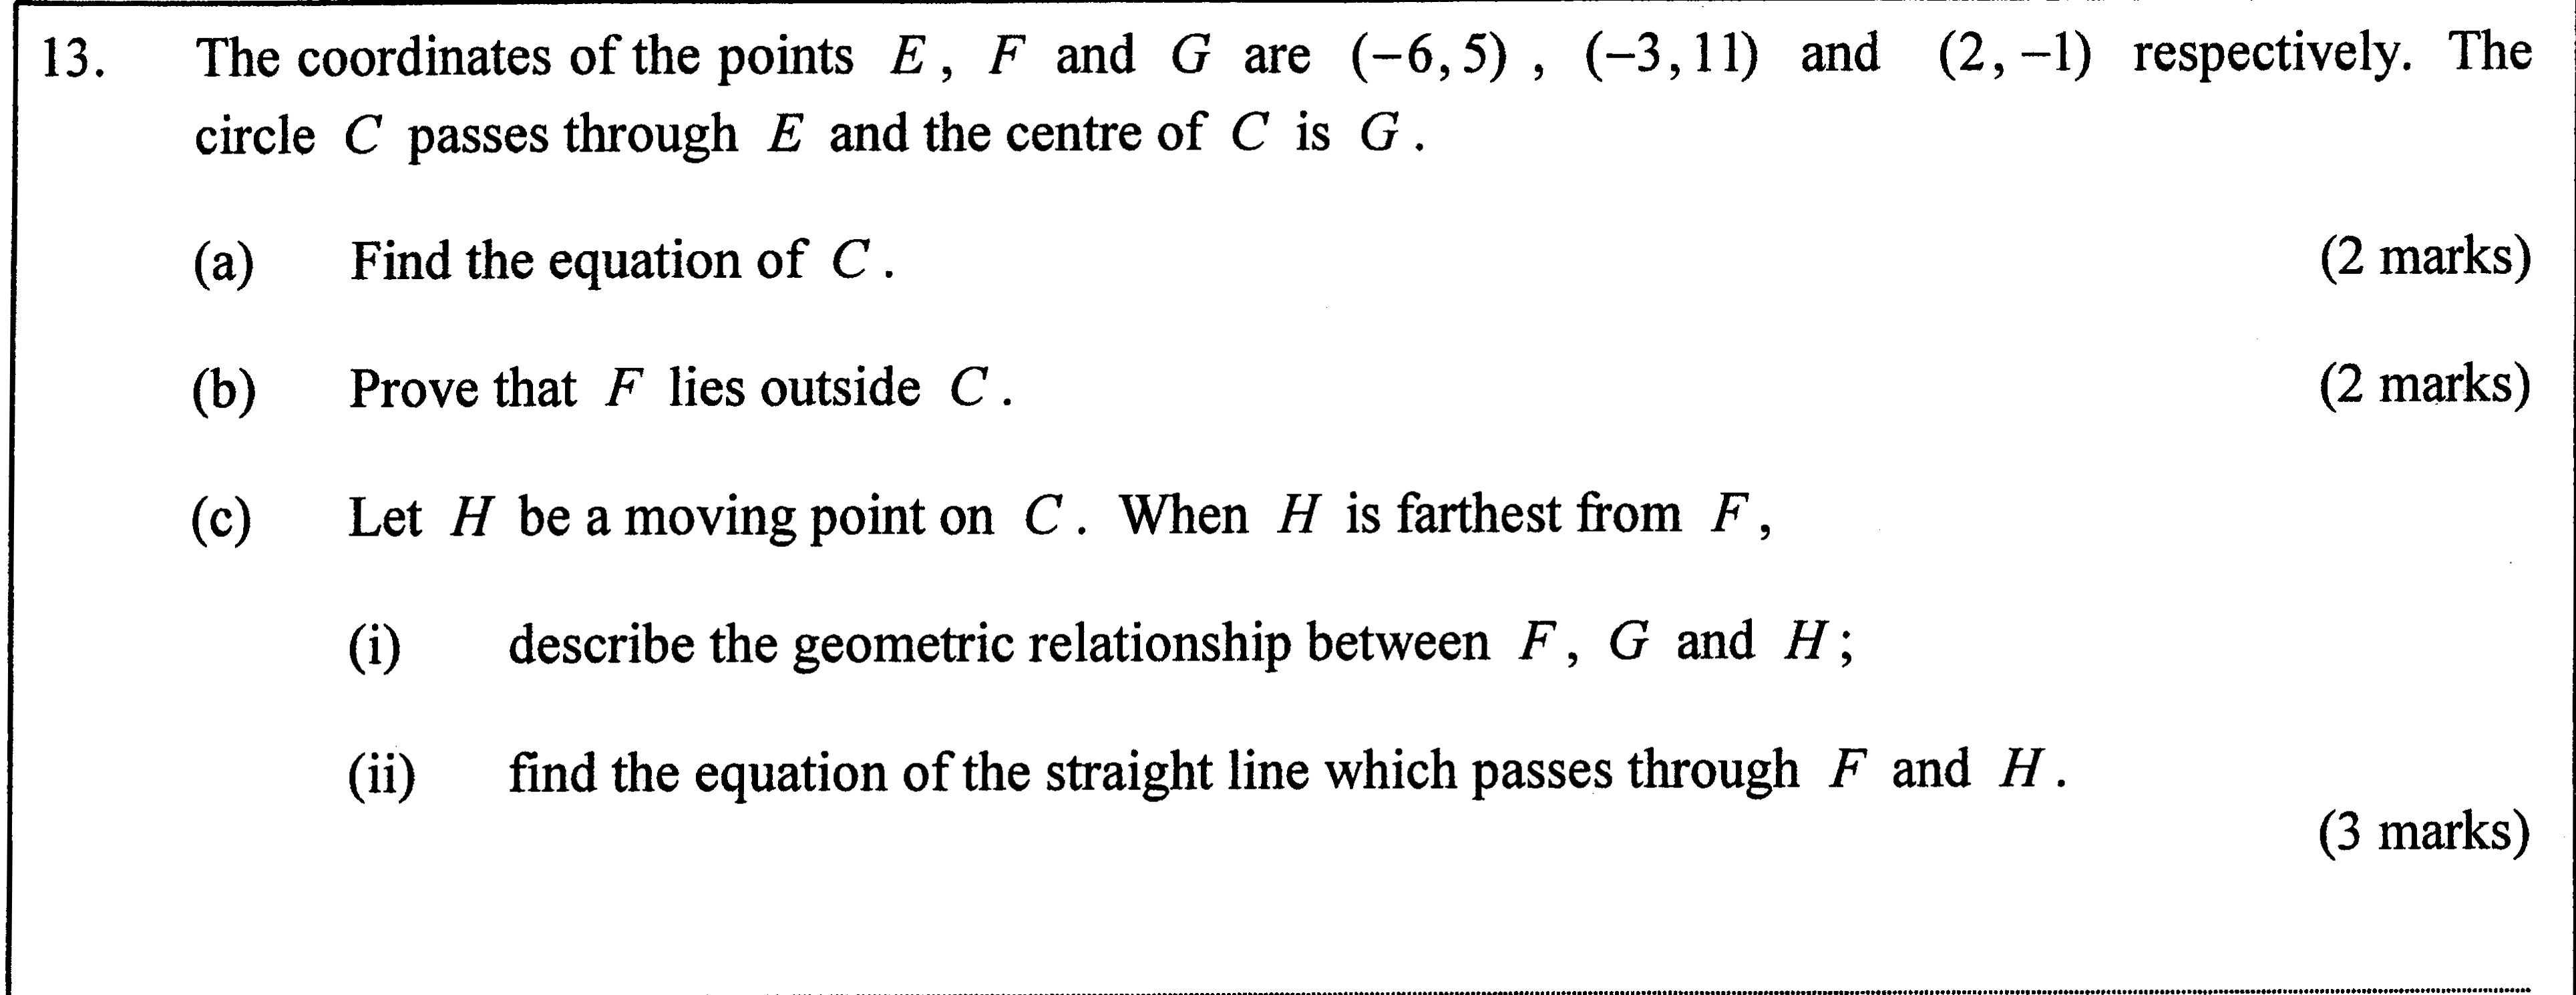 13. The coordinates of the points E, F and G are (−6, 5), (−3, 11) and (2, −1) respectively. The
circle C passes through E and the centre of C is G.
(a) Find the equation of C. (2 marks)
(b) Prove that F lies outside C. (2 marks)
(c) Let H be a moving point on C. When H is farthest from F,
(i) describe the geometric relationship between F, G and H;
(ii) find the equation of the straight line which passes through F and H.
(3 marks)